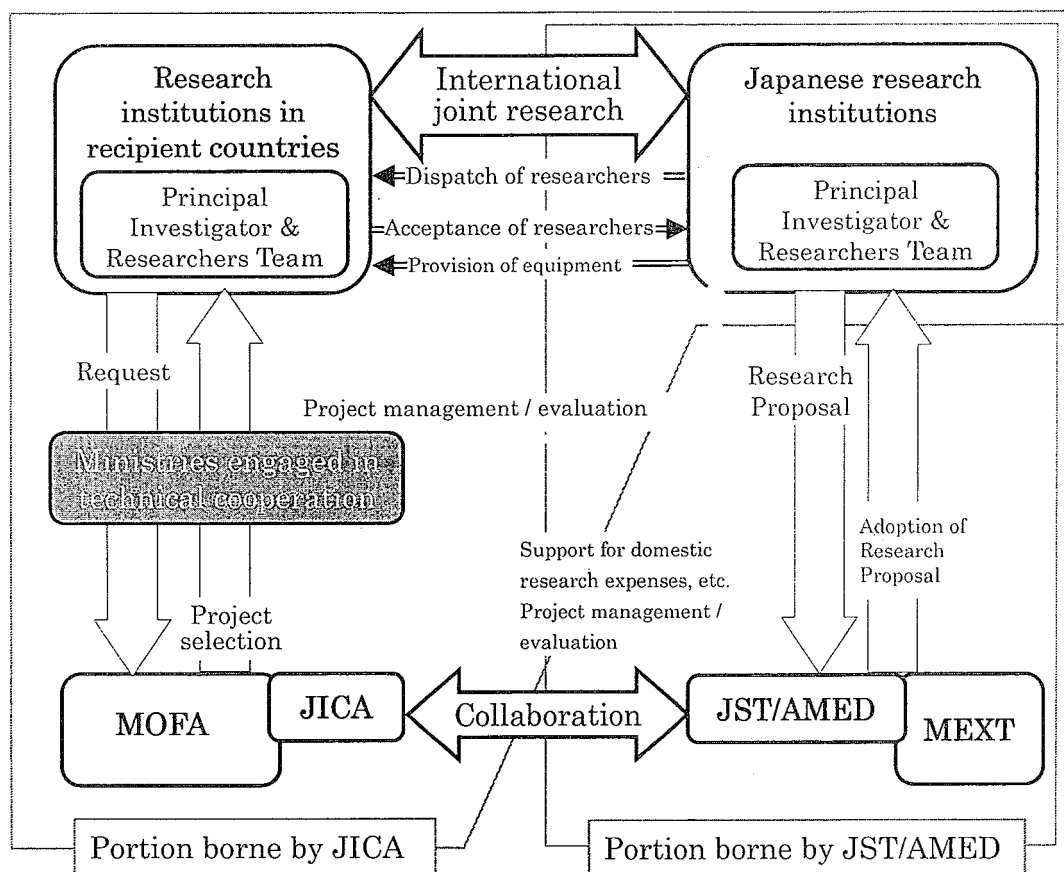 Research
institutions in
recipient countries
Principal
Investigator &
Researchers Team
International
joint research
Japanese research
institutions
Principal
Investigator &
Researchers Team
Dispatch of researchers
Acceptance of researchers
Provision of equipment
Request
Project management / evaluation
Research
Proposal
Ministries engaged in
technical cooperation
Adoption of
Research
Proposal
Support for domestic
research expenses, etc.
Project management /
evaluation
Project
selection
MOFA
JICA
Collaboration
JST/AMED
MEXT
Portion borne by JICA
Portion borne by JST/AMED